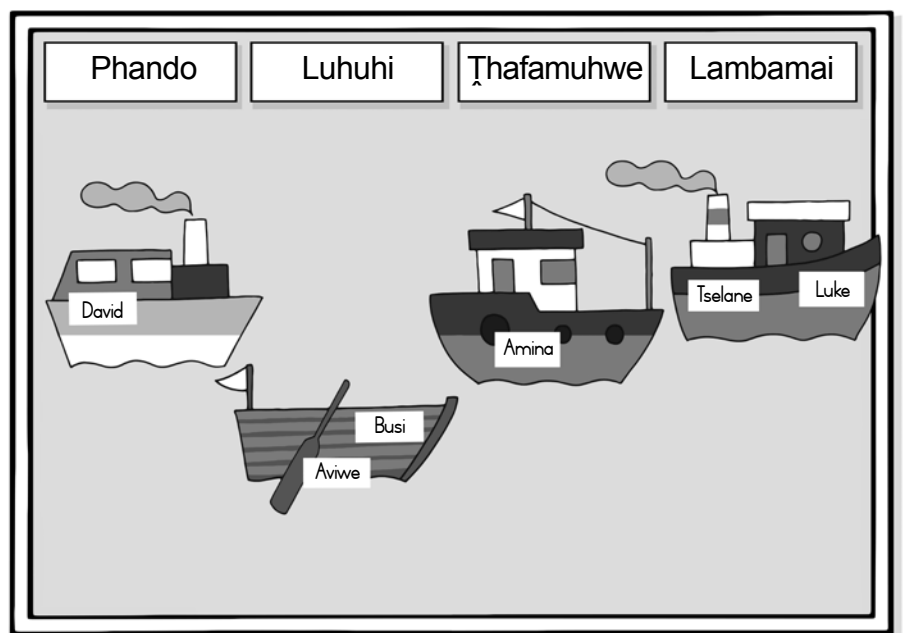 Phando
Luhuhi
Ṱhafamuhwe
Lambamai
David
Tselane
Luke
Amina
Busi
Aviwe